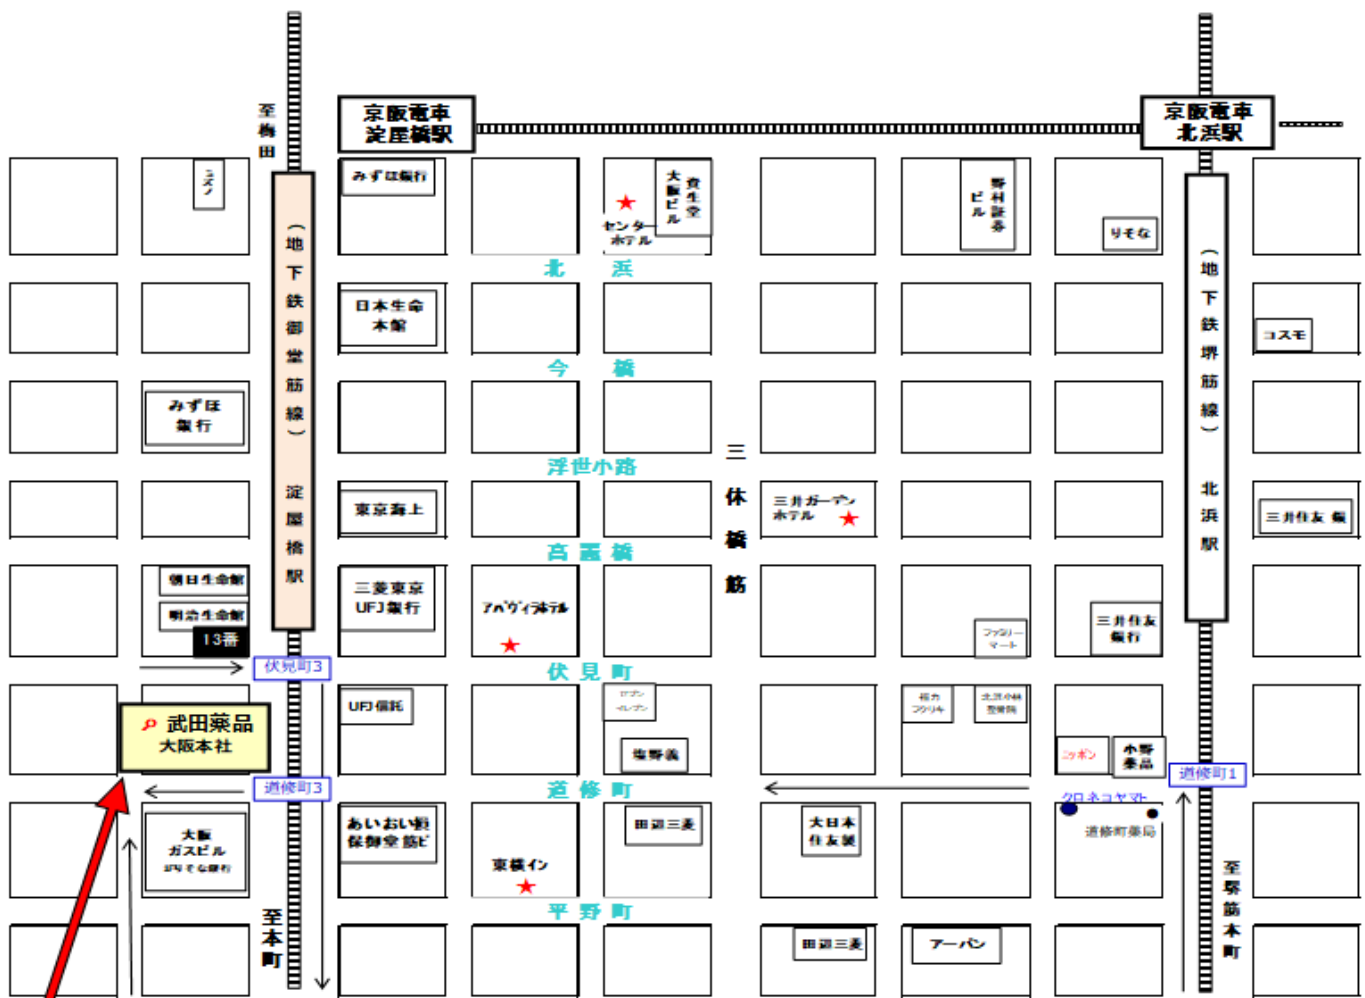 至梅田
京阪電車
淀屋橋駅
京阪電車
北浜駅
ミズノ
みずほ銀行
センター
ホテル
資生堂
大阪ビル
野村証券
ビル
りそな
北 浜
（地下鉄御堂筋線） 淀屋橋駅
（地下鉄堺筋線） 北浜駅
日本生命
本館
コスモ
今 橋
みずほ
銀行
浮世小路
三休橋筋
東京海上
三井ガーデン
ホテル
三井住友 銀
高麗橋
朝日生命館
明治生命館
13番
三菱東京
UFJ銀行
アパヴィラホテル
ファミリー
マート
三井住友
銀行
伏見町3
伏見町
武田薬品
大阪本社
UFJ信託
セブン
イレブン
塩野義
北浜小林
整骨院
ニッポン
小野
薬品
道修町3
道修町
道修町1
クロネコヤマト
道修町薬局
大阪
ガスビル
あいおい損
保御堂筋ビ
東横イン
田辺三菱
大日本
住友製
平野町
至本町
至堺筋本町
田辺三菱
アーバン